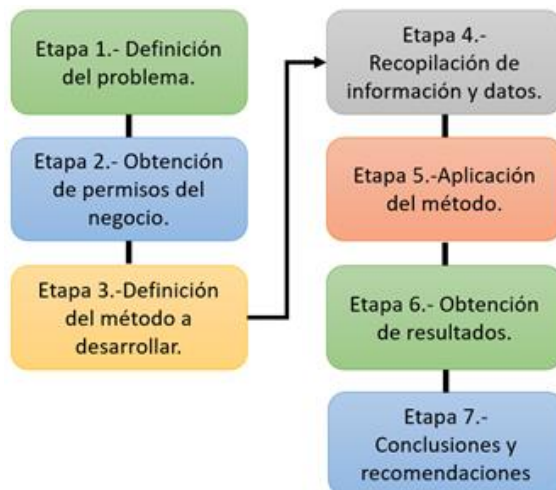 Etapa 1.- Definición
del problema.
Etapa 2.- Obtención
de permisos del
negocio.
Etapa 3.-Definición
del método a
desarrollar.
Etapa 4.-
Recopilación de
información y datos.
Etapa 5.-Aplicación
del método.
Etapa 6.- Obtención
de resultados.
Etapa 7.-
Conclusiones y
recomendaciones